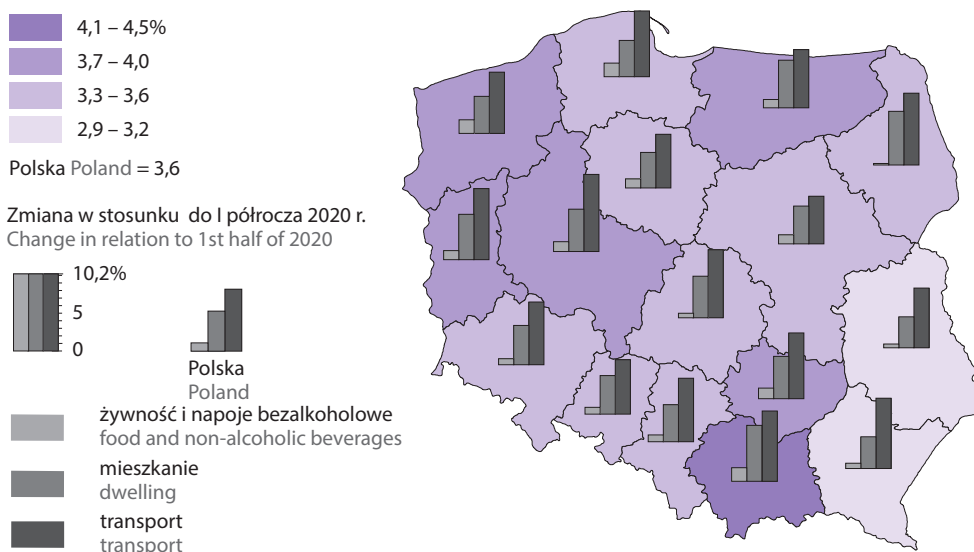 4,1 – 4,5%
3,7 – 4,0
3,3 – 3,6
2,9 – 3,2
Polska Poland = 3,6
Zmiana w stosunku do I półrocza 2020 r.
Change in relation to 1st half of 2020
10,2%
5
0
Polska
Poland
żywność i napoje bezalkoholowe
food and non-alcoholic beverages
mieszkanie
dwelling
transport
transport